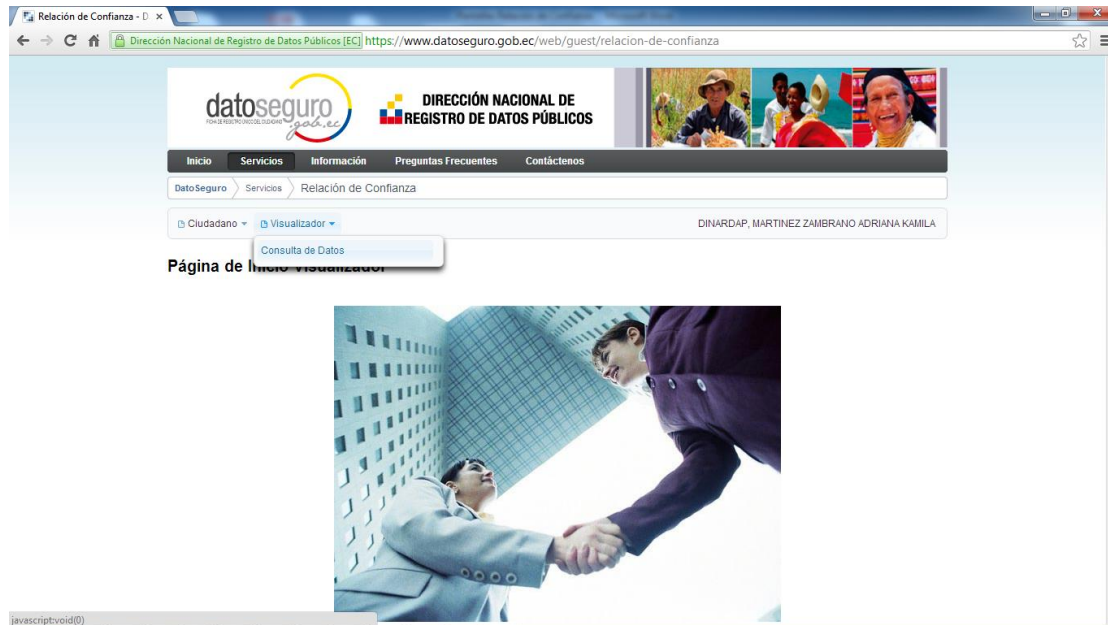 Relación de Confianza - D
Dirección Nacional de Registro de Datos Públicos [EC] https://www.datoseguro.gob.ec/web/guest/relacion-de-confianza
datoseguro
.gob.ec
DIRECCIÓN NACIONAL DE
REGISTRO DE DATOS PÚBLICOS
Inicio Servicios Información Preguntas Frecuentes Contáctenos
DatoSeguro Servicios Relación de Confianza
Ciudadano Visualizador DINARDAP, MARTINEZ ZAMBRANO ADRIANA KAMILA
Consulta de Datos
Página de Inicio Visualizador
javascript:void(0)